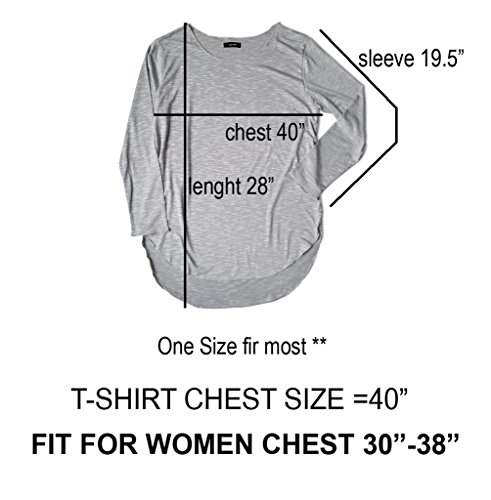 sleeve 19.5”
chest 40”
lenght 28”
One Size fir most **
T-SHIRT CHEST SIZE =40”
FIT FOR WOMEN CHEST 30”-38”